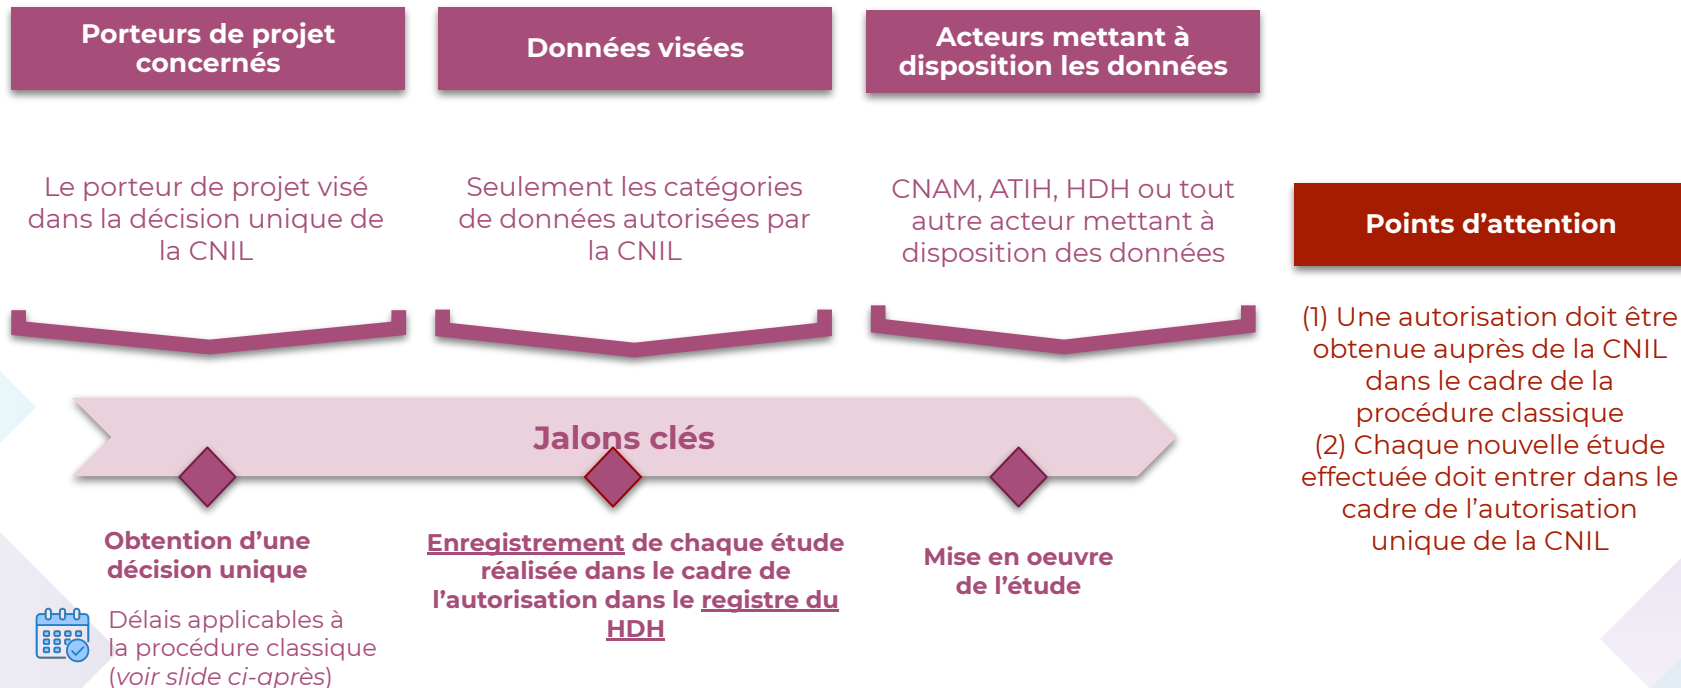 Porteurs de projet
concernés
Données visées
Acteurs mettant à
disposition les données
Le porteur de projet visé
dans la décision unique de
la CNIL
Seulement les catégories
de données autorisées par
la CNIL
CNAM, ATIH, HDH ou tout
autre acteur mettant à
disposition des données
Points d’attention
(1) Une autorisation doit être
obtenue auprès de la CNIL
dans le cadre de la
procédure classique
(2) Chaque nouvelle étude
effectuée doit entrer dans le
cadre de l’autorisation
unique de la CNIL
Jalons clés
Obtention d’une
décision unique
Délais applicables à
la procédure classique
(voir slide ci-après)
Enregistrement de chaque étude
réalisée dans le cadre de
l’autorisation dans le registre du
HDH
Mise en oeuvre
de l’étude